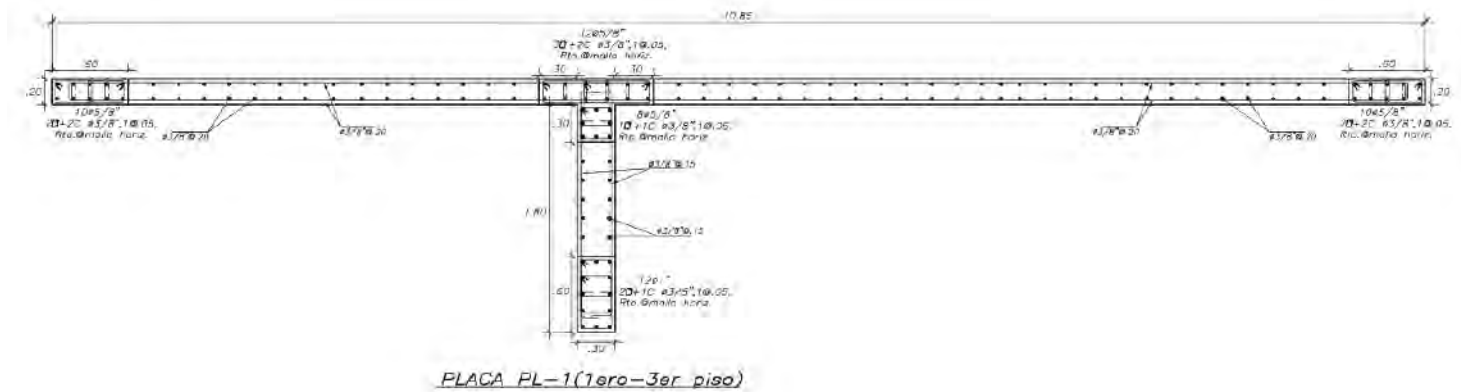 10.85
12ø5/8"
3□+2C ø3/8",1@.05,
Rto.@malla horiz.
.60
.30
.30
.60
.20
.20
10ø5/8"
2□+2C ø3/8",1@.05,
Rto.@malla horiz.
ø3/8"@.20
ø3/8"@.20
.30
8ø5/8"
1□+1C ø3/8",1@.05,
Rto.@malla horiz.
ø3/8"@.20
ø3/8"@.20
10ø5/8"
2□+2C ø3/8",1@.05,
Rto.@malla horiz.
ø3/8"@.15
1.80
ø3/8"@.15
.60
12ø1"
2□+1C ø3/8",1@.05,
Rto.@malla horiz.
.30
PLACA PL-1(1ero-3er piso)